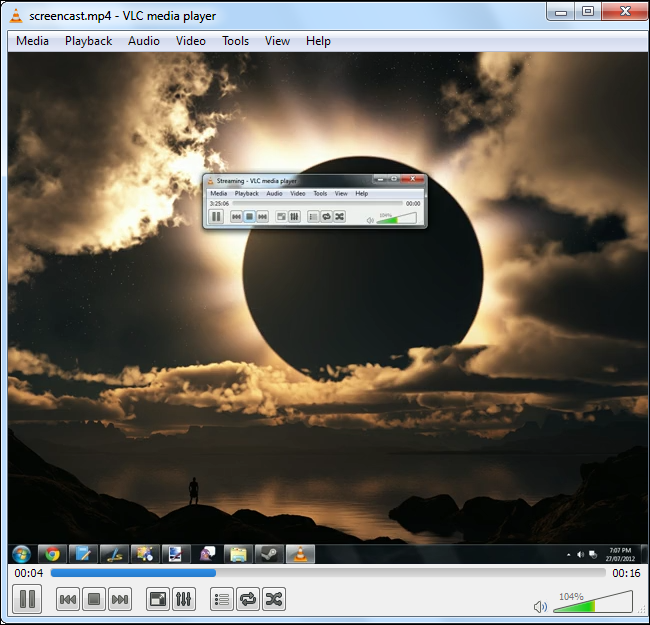 screencast.mp4 - VLC media player
Media Playback Audio Video Tools View Help
Streaming - VLC media player
Media Playback Audio Video Tools View Help
3:25:06 00:00
104%
7:07 PM
27/07/2012
00:04 00:16
104%